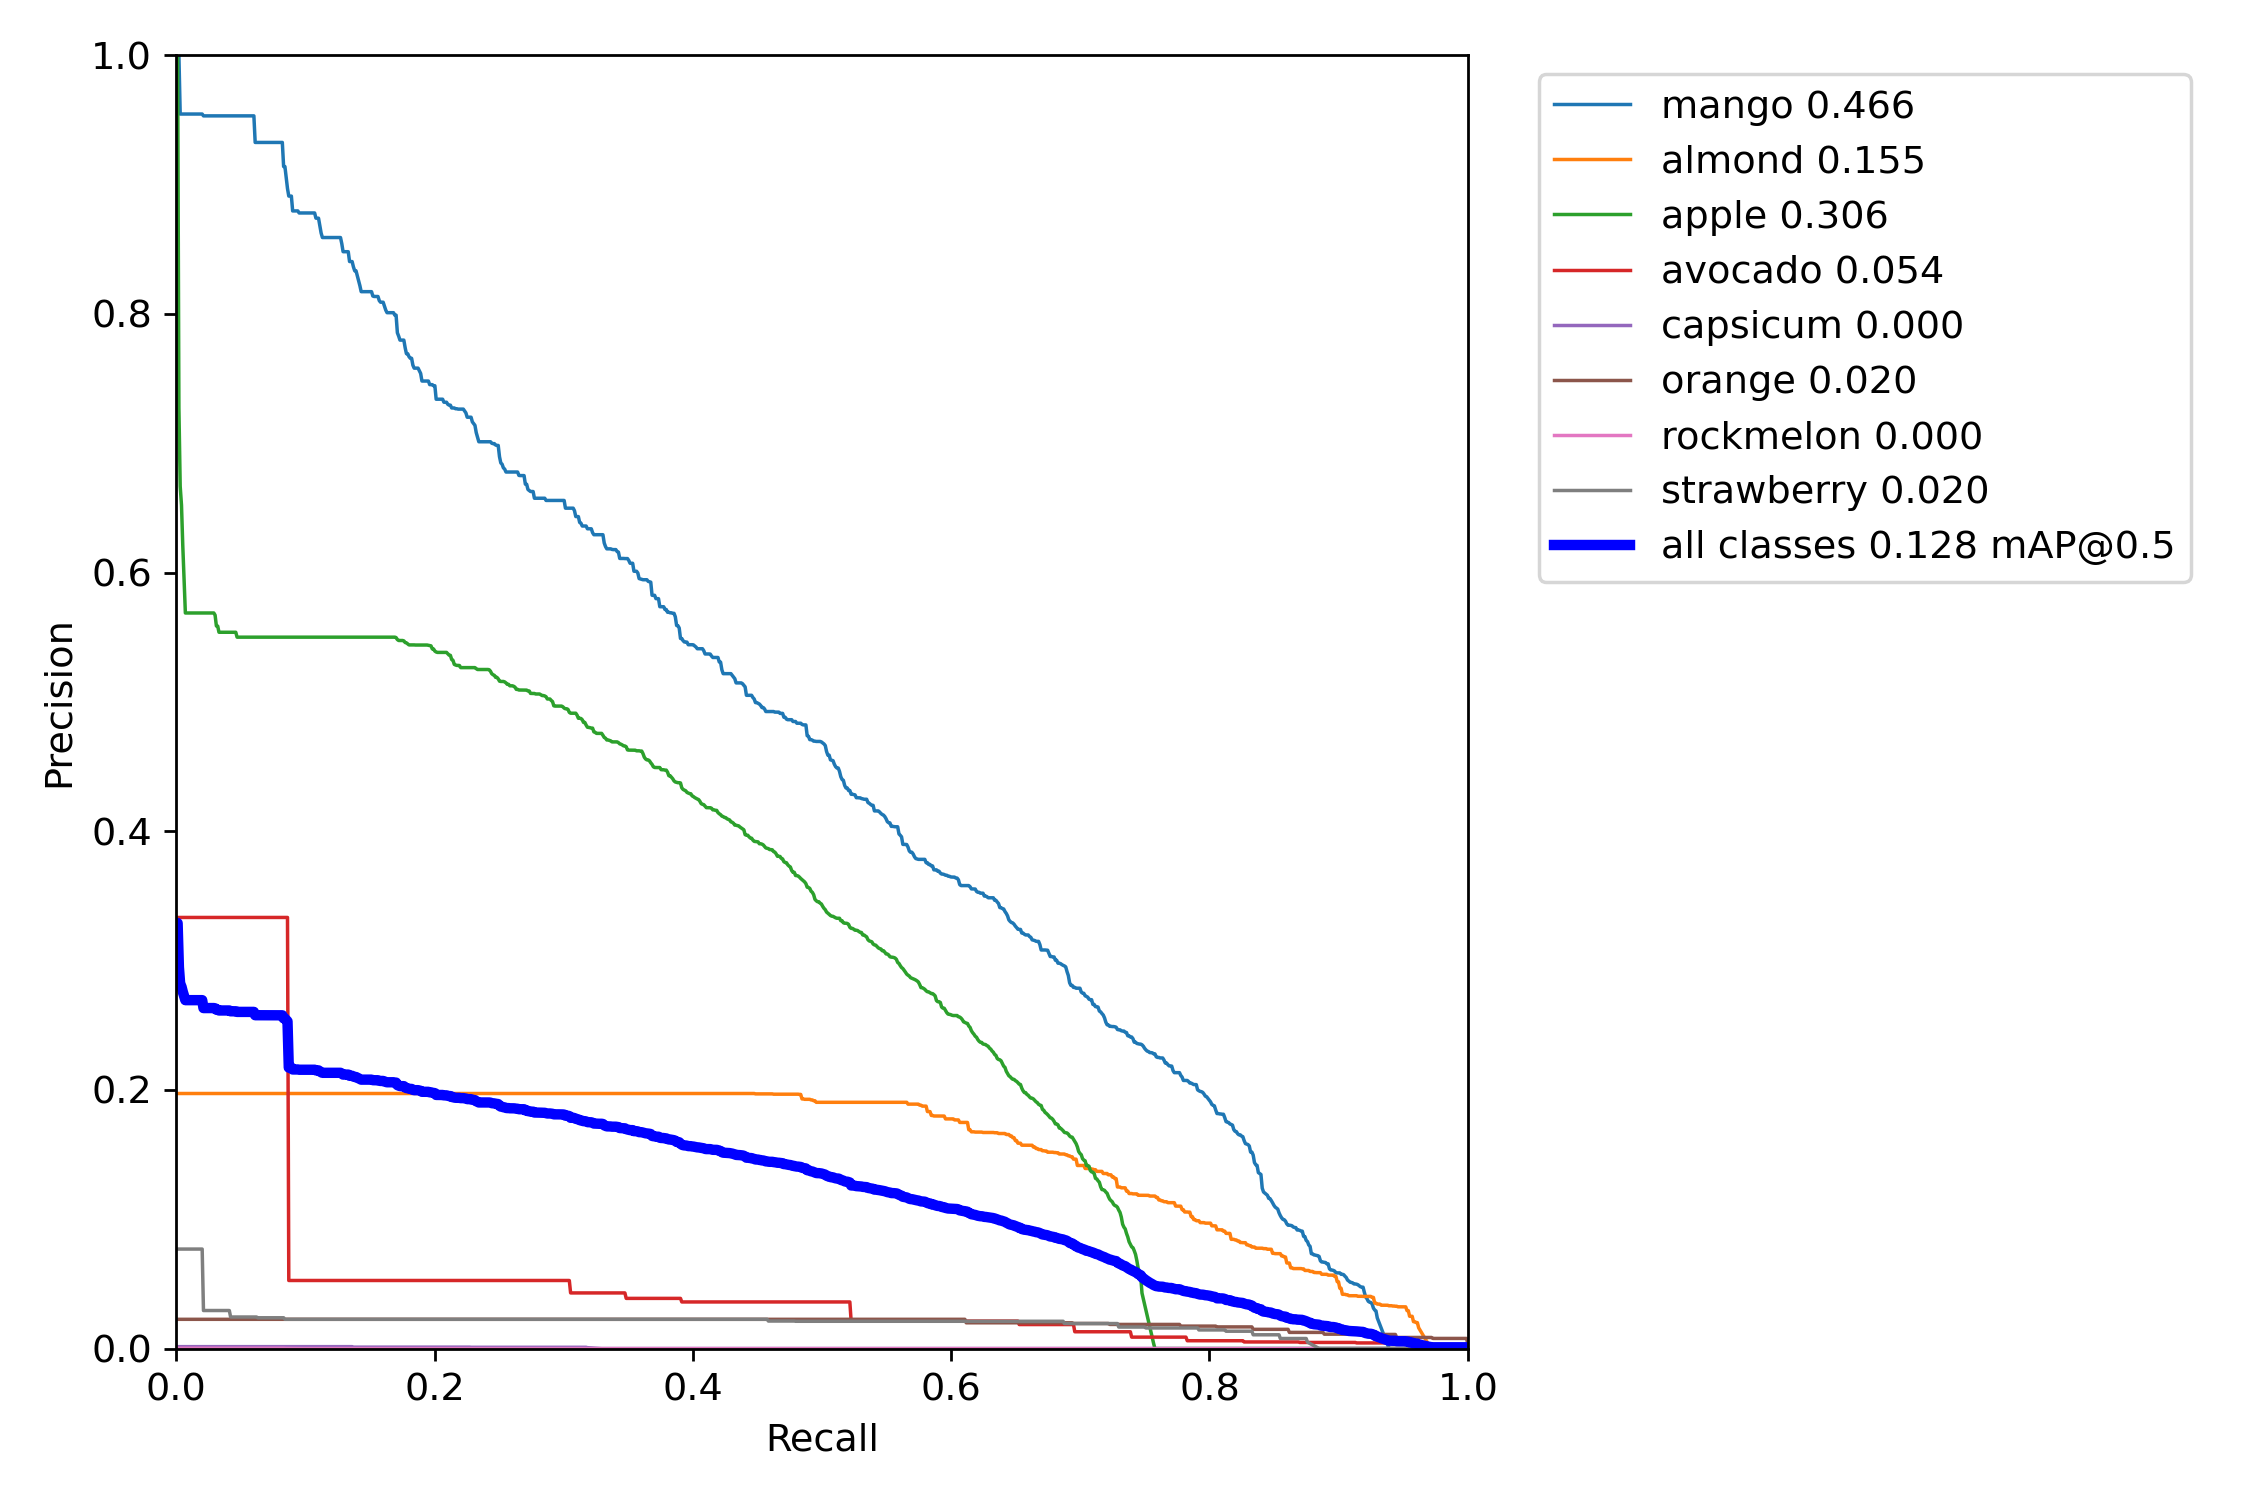 1.0
0.8
0.6
0.4
0.2
0.0
Precision
0.0 0.2 0.4 0.6 0.8 1.0
Recall
mango 0.466
almond 0.155
apple 0.306
avocado 0.054
capsicum 0.000
orange 0.020
rockmelon 0.000
strawberry 0.020
all classes 0.128 mAP@0.5